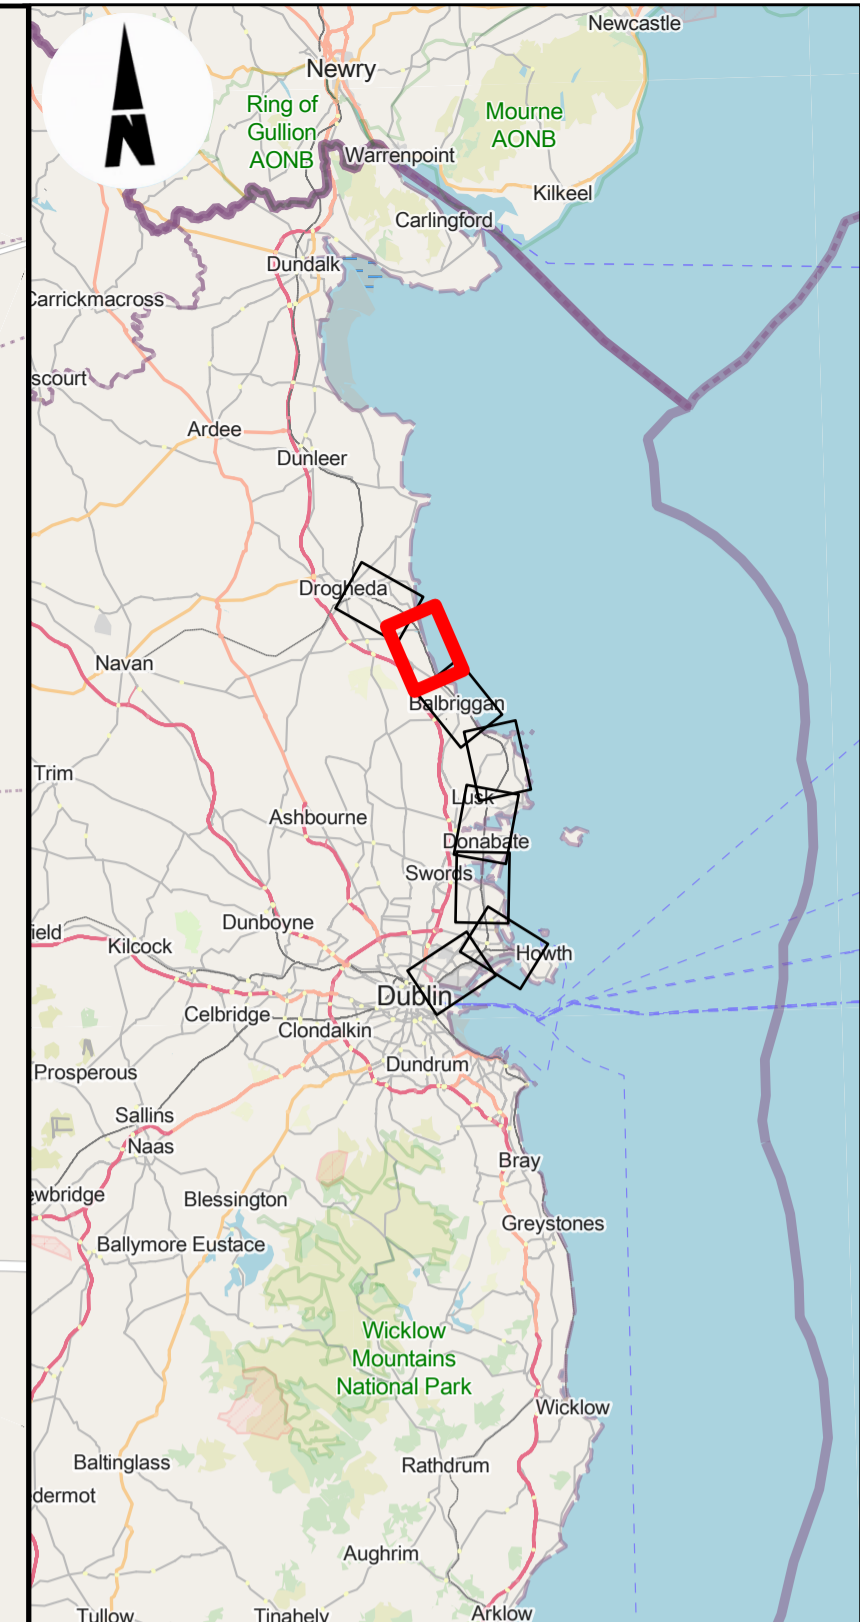 Newcastle
Newry
Ring of
Gullion
AONB
Mourne
AONB
N
Warrenpoint
Kilkeel
Carlingford
Dundalk
Carrickmacross
scourt
Ardee
Dunleer
Drogheda
Navan
Balbriggan
Trim
Lusk
Ashbourne
Donabate
Swords
Dunboyne
ield
Kilcock
Howth
Dublin
Celbridge
Clondalkin
Dundrum
Prosperous
Sallins
Naas
Bray
ewbridge
Blessington
Greystones
Ballymore Eustace
Wicklow
Mountains
National Park
Wicklow
Baltinglass
Rathdrum
dermot
Aughrim
Tullow
Tinahely
Arklow